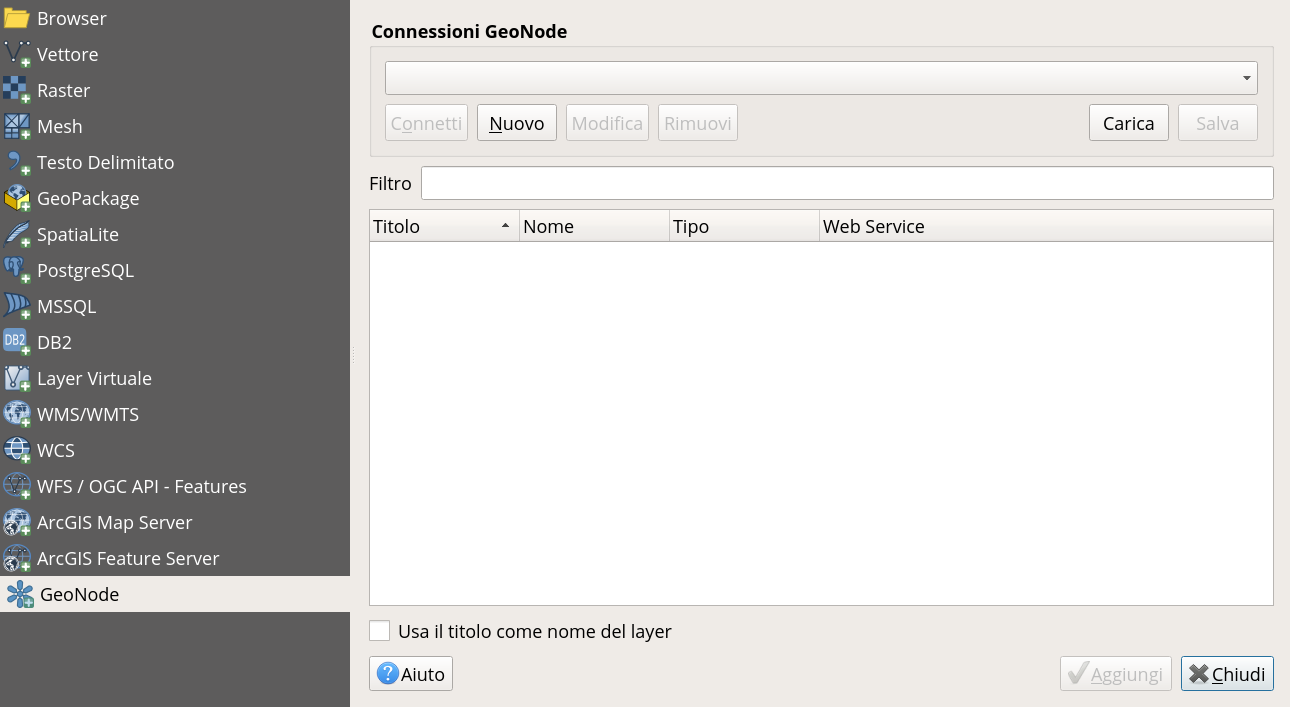 Browser
Vettore
Raster
Mesh
Testo Delimitato
GeoPackage
SpatiaLite
PostgreSQL
MSSQL
DB2 DB2
Layer Virtuale
WMS/WMTS
WCS
WFS / OGC API - Features
ArcGIS Map Server
ArcGIS Feature Server
GeoNode
Connessioni GeoNode
Connetti Nuovo Modifica Rimuovi Carica Salva
Filtro
Titolo Nome Tipo Web Service
Usa il titolo come nome del layer
? Aiuto Aggiungi Chiudi